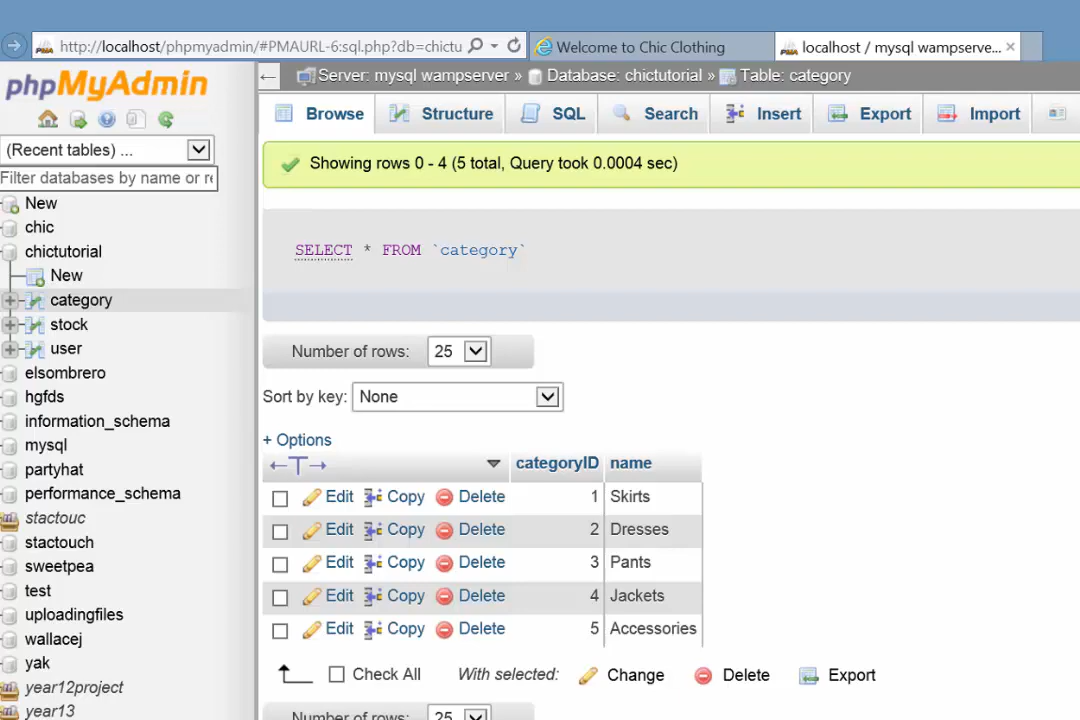 http://localhost/phpmyadmin/#PMAURL-6:sql.php?db=chictu
Welcome to Chic Clothing
localhost / mysql wampserve...
phpMyAdmin
(Recent tables) ...
Filter databases by name or re
New
chic
chictutorial
New
category
stock
user
elsombrero
hgfds
information_schema
mysql
partyhat
performance_schema
stactouc
stactouch
sweetpea
test
uploadingfiles
wallacej
yak
year12project
year13
Server: mysql wampserver » Database: chictutorial » Table: category
Browse Structure SQL Search Insert Export Import
Showing rows 0 - 4 (5 total, Query took 0.0004 sec)
SELECT * FROM `category`
Number of rows: 25
Sort by key: None
+ Options
←T→ categoryID name
Edit Copy Delete 1 Skirts
Edit Copy Delete 2 Dresses
Edit Copy Delete 3 Pants
Edit Copy Delete 4 Jackets
Edit Copy Delete 5 Accessories
Check All With selected: Change Delete Export
Number of rows: 25